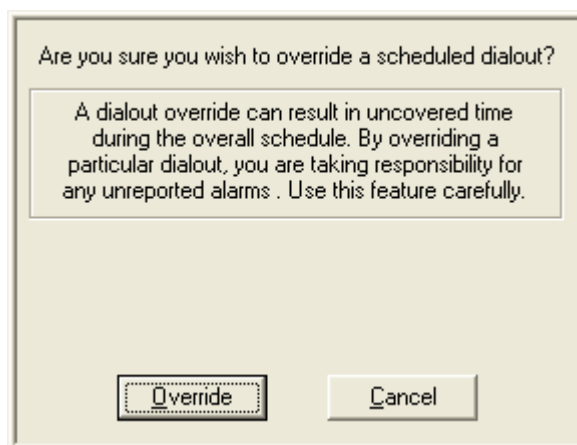 Are you sure you wish to override a scheduled dialout?
A dialout override can result in uncovered time
during the overall schedule. By overriding a
particular dialout, you are taking responsibility for
any unreported alarms . Use this feature carefully.
Override Cancel